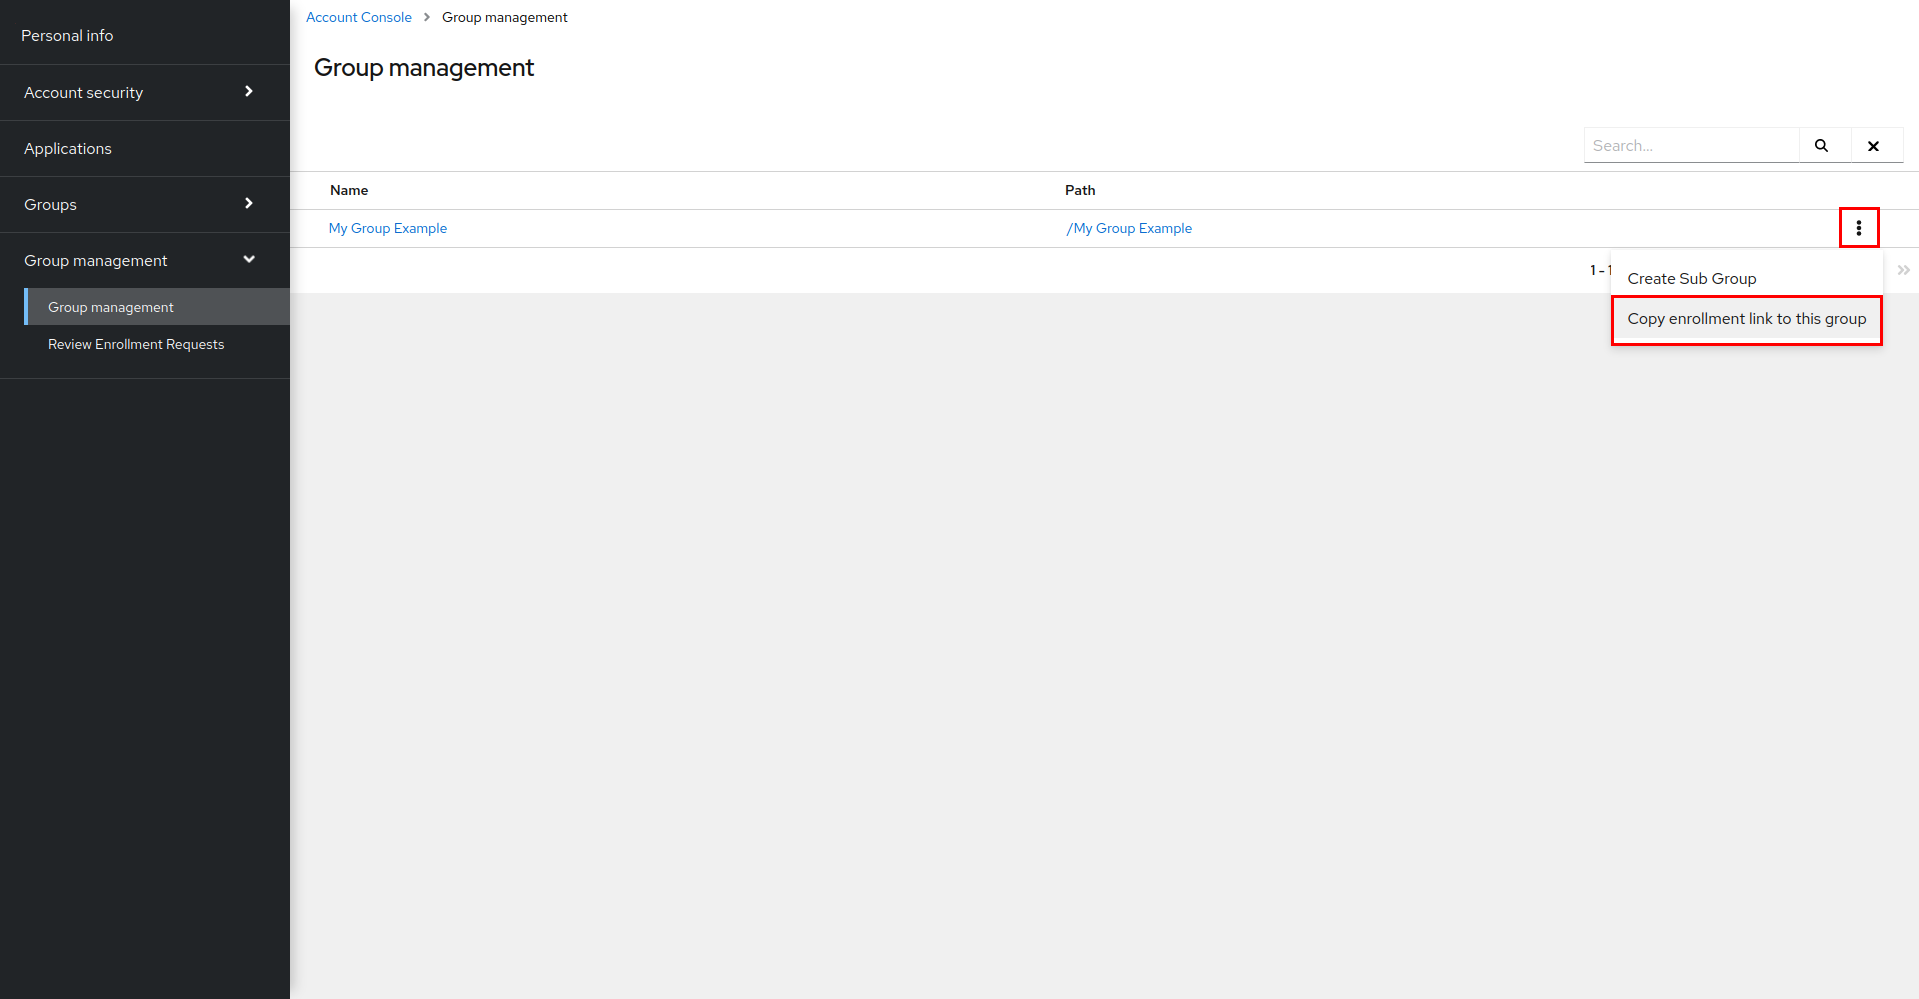 Personal info
Account security
Applications
Groups
Group management
Group management
Review Enrollment Requests
Account Console > Group management
Group management
Search...
Name Path
My Group Example /My Group Example
1 - 1
Create Sub Group
Copy enrollment link to this group